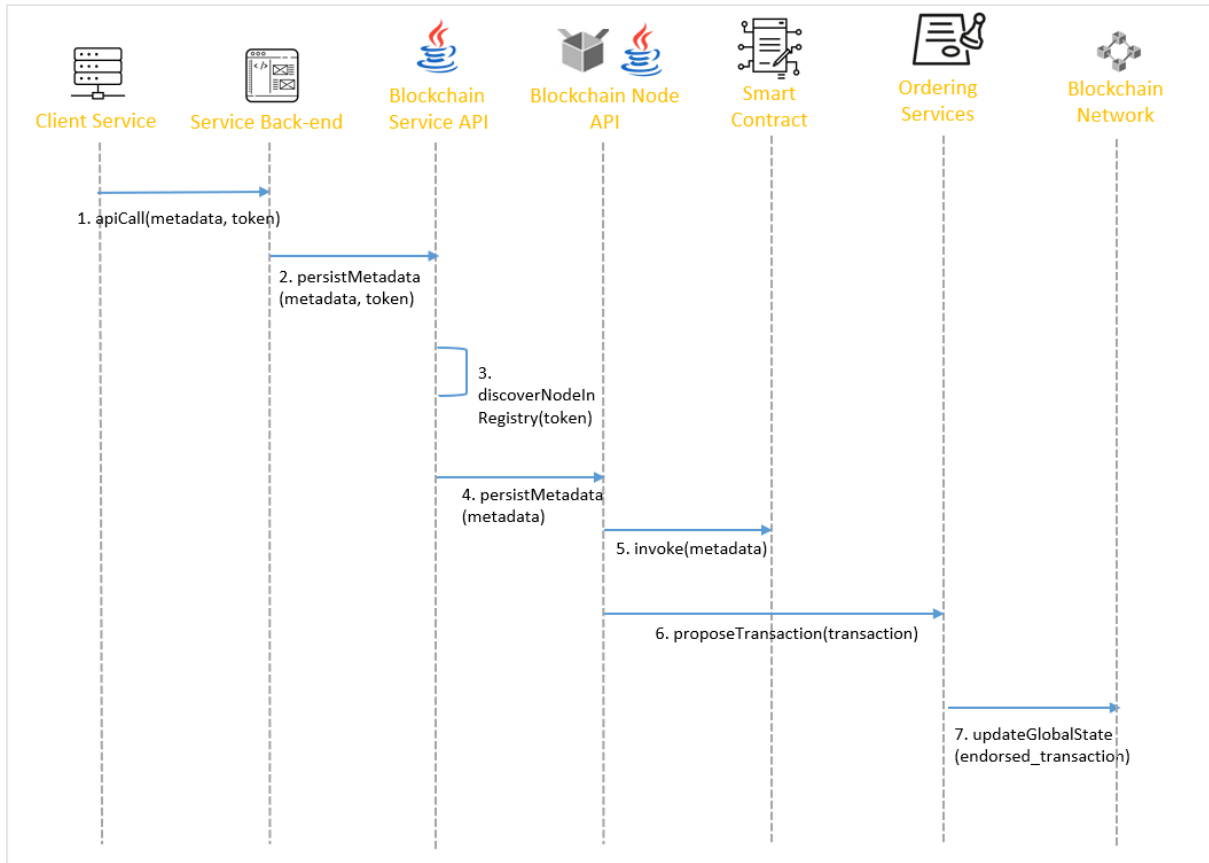 Client Service
Service Back-end
Blockchain
Service API
Blockchain Node
API
Smart
Contract
Ordering
Services
Blockchain
Network
1. apiCall(metadata, token)
2. persistMetadata
(metadata, token)
3.
discoverNodeIn
Registry(token)
4. persistMetadata
(metadata)
5. invoke(metadata)
6. proposeTransaction(transaction)
7. updateGlobalState
(endorsed_transaction)